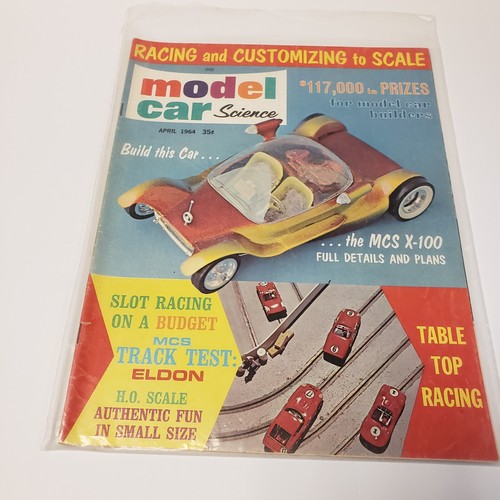 RACING and CUSTOMIZING to SCALE
model
car Science
APRIL 1964 35¢
$117,000 in PRIZES
for model car
builders
Build this Car...
...the MCS X-100
FULL DETAILS AND PLANS
SLOT RACING
ON A BUDGET
MCS
TRACK TEST:
ELDON
H.O. SCALE
AUTHENTIC FUN
IN SMALL SIZE
TABLE
TOP
RACING